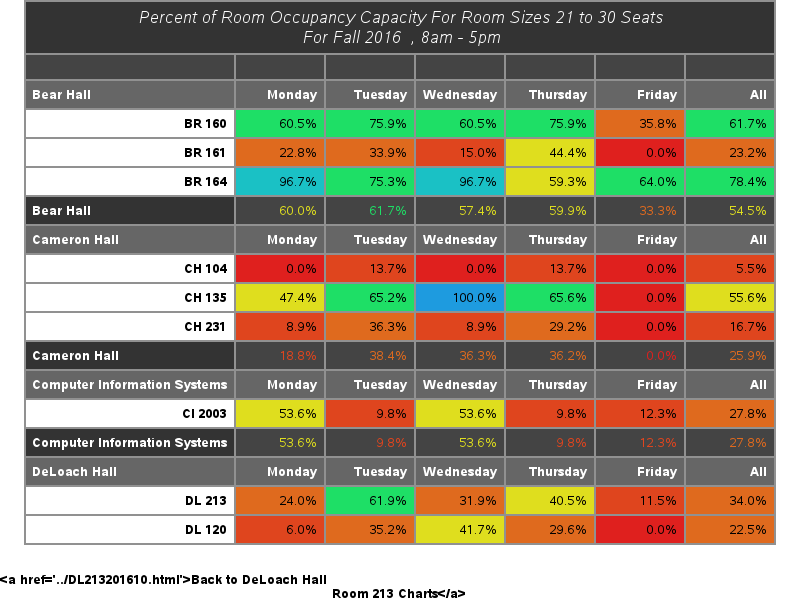 Percent of Room Occupancy Capacity For Room Sizes 21 to 30 Seats
For Fall 2016  , 8am - 5pm
Bear Hall Monday Tuesday Wednesday Thursday Friday All
BR 160 60.5% 75.9% 60.5% 75.9% 35.8% 61.7%
BR 161 22.8% 33.9% 15.0% 44.4% 0.0% 23.2%
BR 164 96.7% 75.3% 96.7% 59.3% 64.0% 78.4%
Bear Hall 60.0% 61.7% 57.4% 59.9% 33.3% 54.5%
Cameron Hall Monday Tuesday Wednesday Thursday Friday All
CH 104 0.0% 13.7% 0.0% 13.7% 0.0% 5.5%
CH 135 47.4% 65.2% 100.0% 65.6% 0.0% 55.6%
CH 231 8.9% 36.3% 8.9% 29.2% 0.0% 16.7%
Cameron Hall 18.8% 38.4% 36.3% 36.2% 0.0% 25.9%
Computer Information Systems Monday Tuesday Wednesday Thursday Friday All
CI 2003 53.6% 9.8% 53.6% 9.8% 12.3% 27.8%
Computer Information Systems 53.6% 9.8% 53.6% 9.8% 12.3% 27.8%
DeLoach Hall Monday Tuesday Wednesday Thursday Friday All
DL 213 24.0% 61.9% 31.9% 40.5% 11.5% 34.0%
DL 120 6.0% 35.2% 41.7% 29.6% 0.0% 22.5%
<a href='../DL213201610.html'>Back to DeLoach Hall
Room 213 Charts</a>